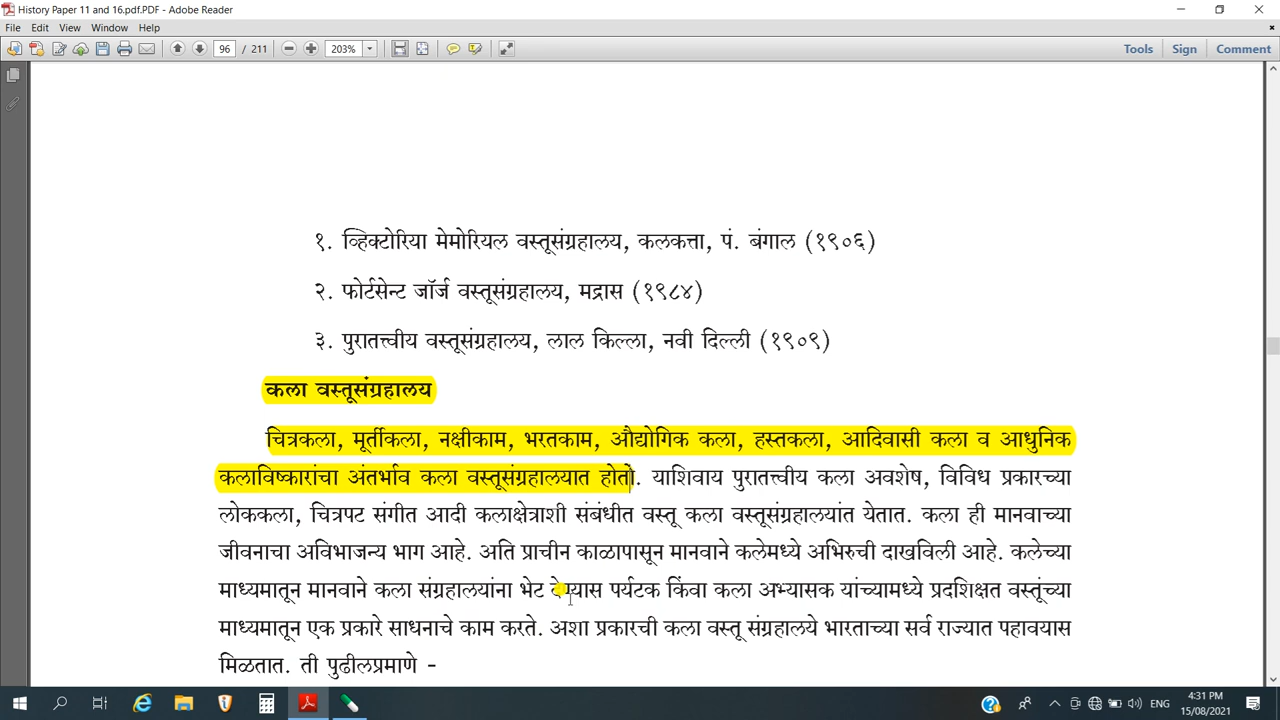 History Paper 11 and 16.pdf.PDF - Adobe Reader
File Edit View Window Help
96 / 211 203% Tools Sign Comment
१. व्हिक्टोरिया मेमोरियल वस्तूसंग्रहालय, कलकत्ता, पं. बंगाल (१९०६)
२. फोर्टसेन्ट जॉर्ज वस्तूसंग्रहालय, मद्रास (१९८४)
३. पुरातत्त्वीय वस्तूसंग्रहालय, लाल किल्ला, नवी दिल्ली (१९०९)
कला वस्तूसंग्रहालय
चित्रकला, मूर्तीकला, नक्षीकाम, भरतकाम, औद्योगिक कला, हस्तकला, आदिवासी कला व आधुनिक
कलाविष्कारांचा अंतर्भाव कला वस्तूसंग्रहालयात होतो. याशिवाय पुरातत्त्वीय कला अवशेष, विविध प्रकारच्या
लोककला, चित्रपट संगीत आदी कलाक्षेत्राशी संबंधीत वस्तू कला वस्तूसंग्रहालयांत येतात. कला ही मानवाच्या
जीवनाचा अविभाजन्य भाग आहे. अति प्राचीन काळापासून मानवाने कलेमध्ये अभिरुची दाखविली आहे. कलेच्या
माध्यमातून मानवाने कला संग्रहालयांना भेट देण्यास पर्यटक किंवा कला अभ्यासक यांच्यामध्ये प्रदशिक्षत वस्तूंच्या
माध्यमातून एक प्रकारे साधनाचे काम करते. अशा प्रकारची कला वस्तू संग्रहालये भारताच्या सर्व राज्यात पहावयास
मिळतात. ती पुढीलप्रमाणे -
ENG 4:31 PM
15/08/2021